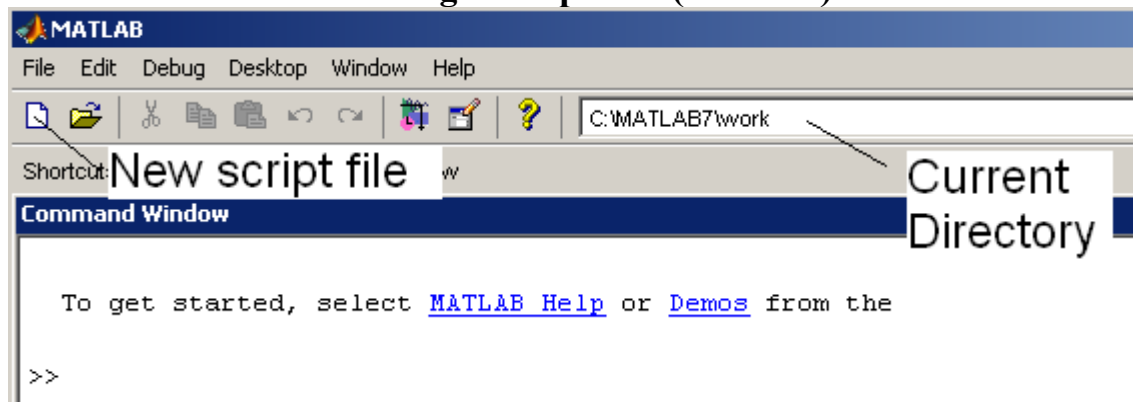 MATLAB
File Edit Debug Desktop Window Help
C:\MATLAB7\work
New script file
Current
Directory
Command Window
To get started, select MATLAB Help or Demos from the
>>